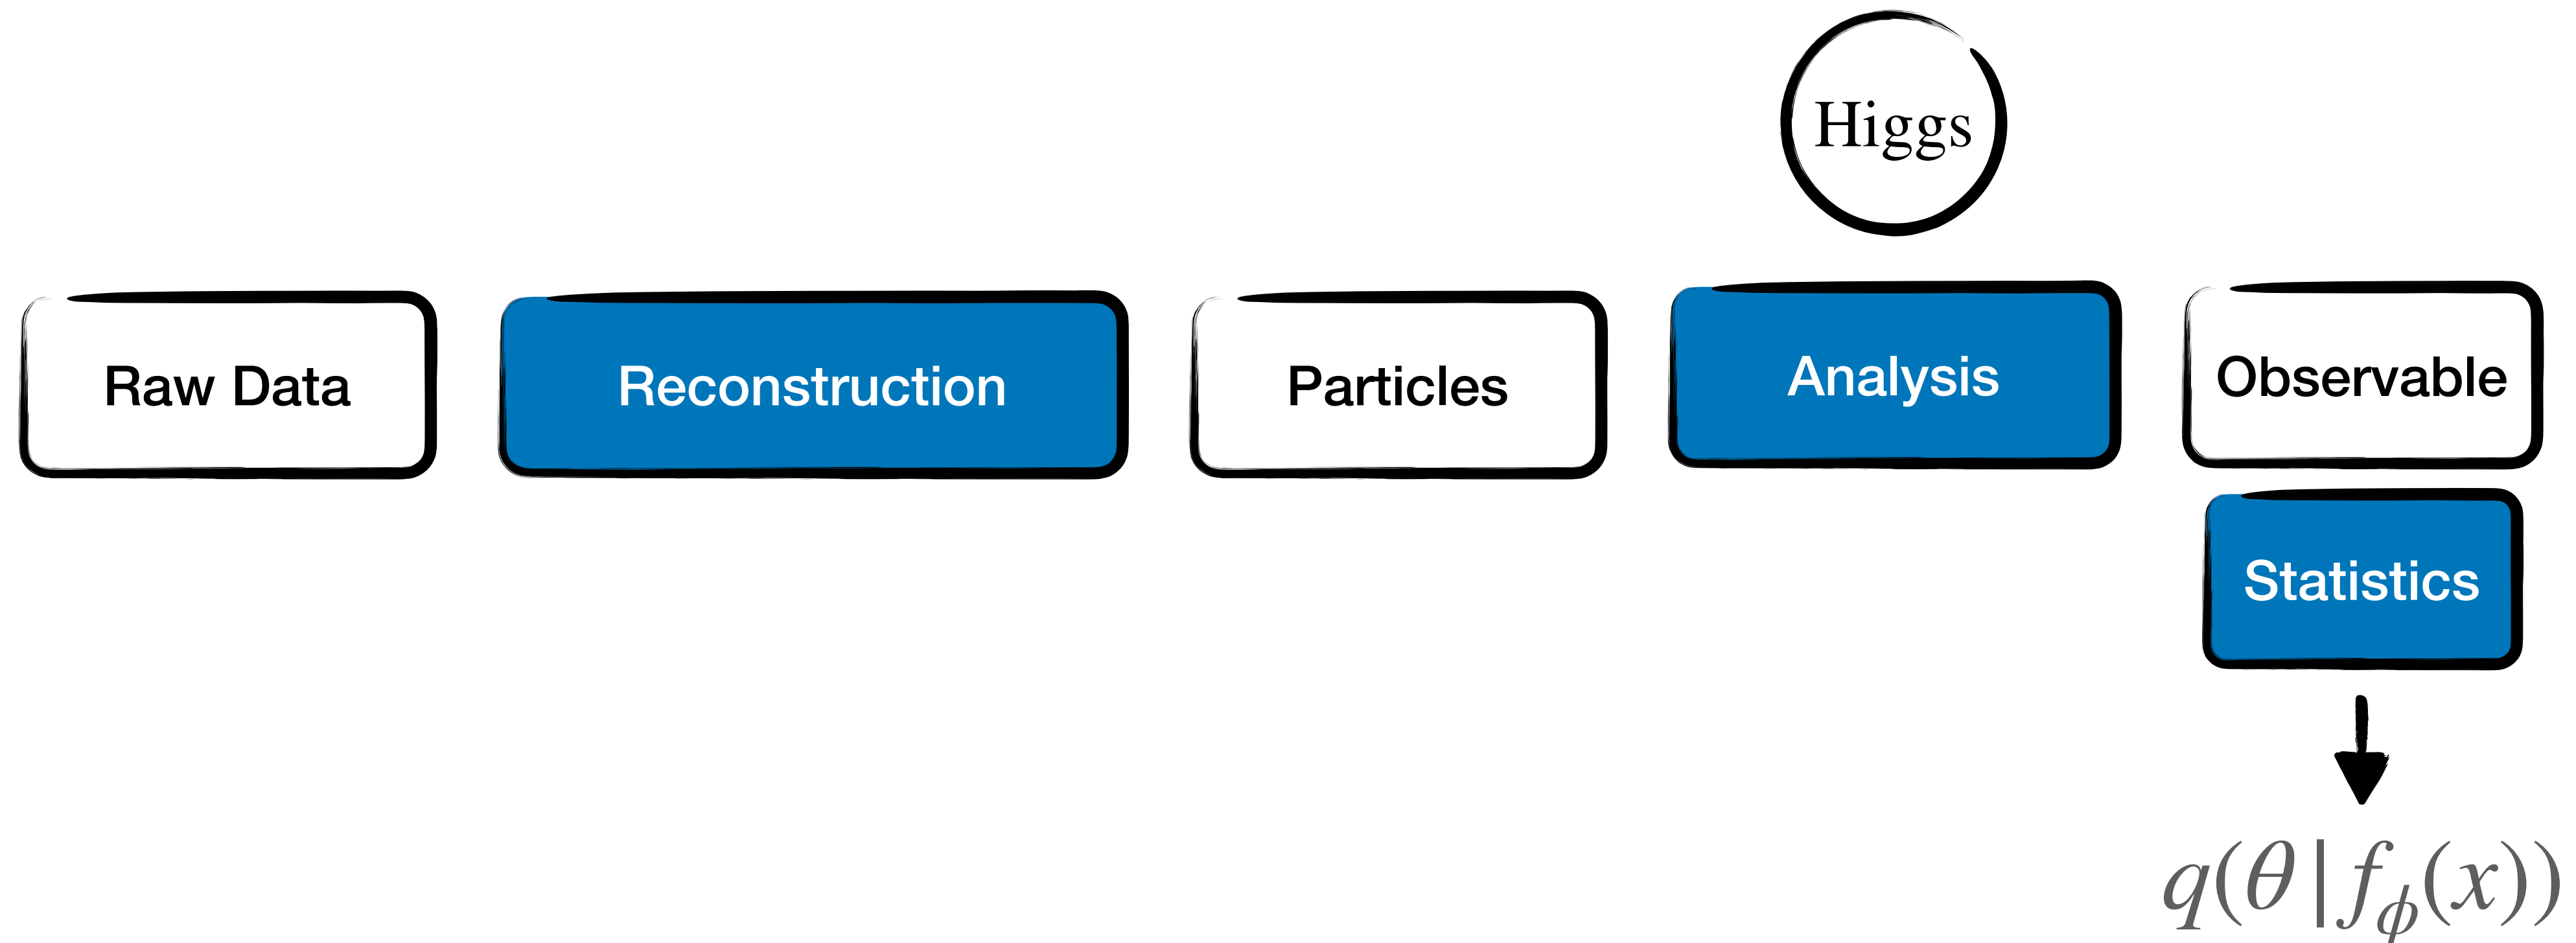 Higgs
Raw Data
Reconstruction
Particles
Analysis
Observable
Statistics
q(θ|f_ϕ(x))